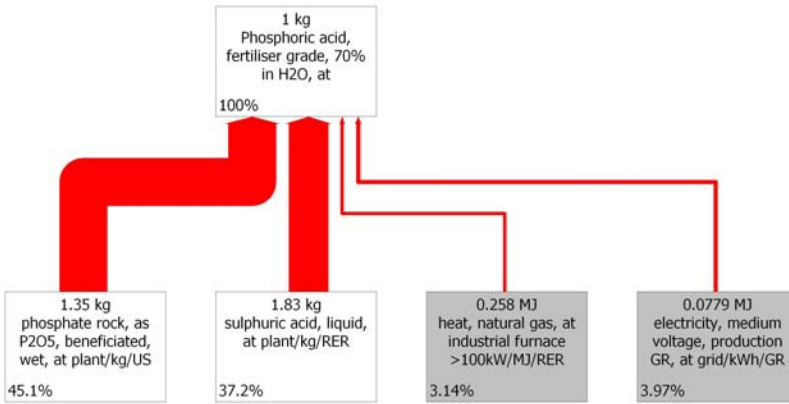 1 kg
Phosphoric acid,
fertiliser grade, 70%
in H2O, at
100%
1.35 kg
phosphate rock, as
P2O5, beneficiated,
wet, at plant/kg/US
45.1%
1.83 kg
sulphuric acid, liquid,
at plant/kg/RER
37.2%
0.258 MJ
heat, natural gas, at
industrial furnace
>100kW/MJ/RER
3.14%
0.0779 MJ
electricity, medium
voltage, production
GR, at grid/kWh/GR
3.97%